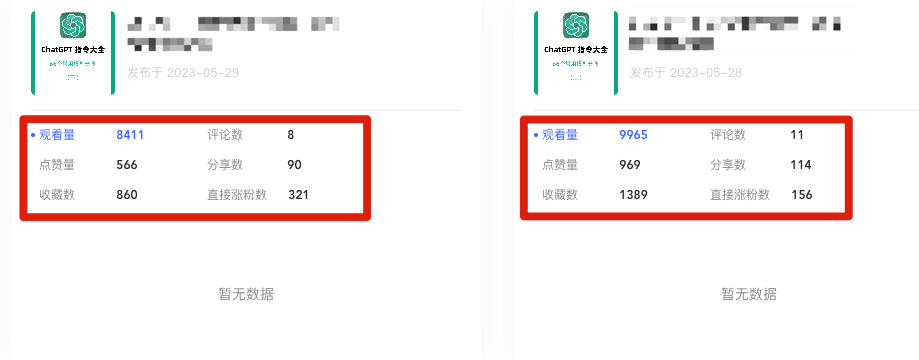 ChatGPT 指令大全
发布于 2023-05-29
观看量 8411 评论数 8
点赞量 566 分享数 90
收藏数 860 直接涨粉数 321
暂无数据
ChatGPT 指令大全
发布于 2023-05-28
观看量 9965 评论数 11
点赞量 969 分享数 114
收藏数 1389 直接涨粉数 156
暂无数据